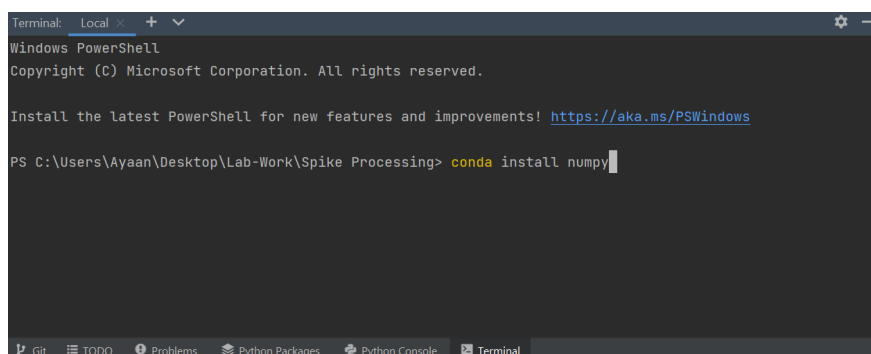 Terminal: Local
Windows PowerShell
Copyright (C) Microsoft Corporation. All rights reserved.
Install the latest PowerShell for new features and improvements! https://aka.ms/PSWindows
PS C:\Users\Ayaan\Desktop\Lab-Work\Spike Processing> conda install numpy
Git TODO Problems Python Packages Python Console Terminal